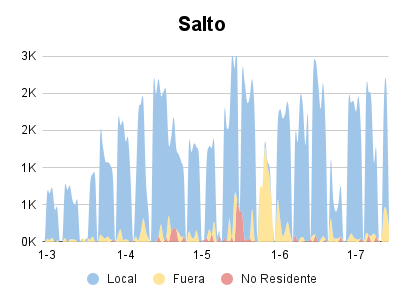 Salto
3K
2K
2K
1K
1K
0K
1-3 1-4 1-5 1-6 1-7
Local Fuera No Residente